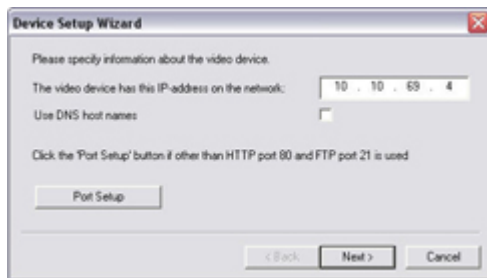 Device Setup Wizard
Please specify information about the video device.
The video device has this IP-address on the network: 10 . 10 . 69 . 4
Use DNS host names
Click the 'Port Setup' button if other than HTTP port 80 and FTP port 21 is used
Port Setup
< Back Next > Cancel